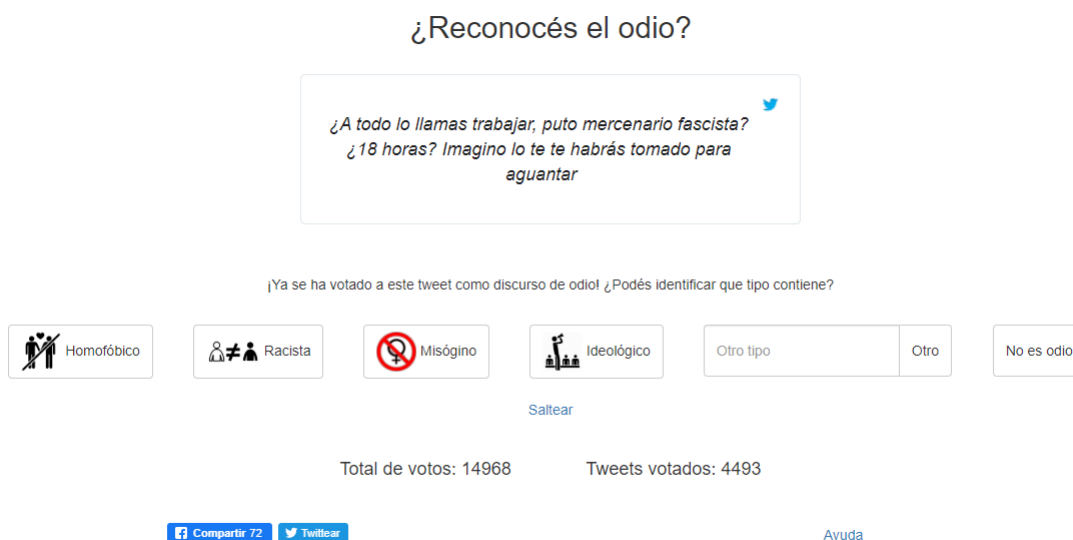 ¿Reconocés el odio?
¿A todo lo llamas trabajar, puto mercenario fascista?
¿18 horas? Imagino lo te te habrás tomado para
aguantar
¡Ya se ha votado a este tweet como discurso de odio! ¿Podés identificar que tipo contiene?
Homofóbico
Racista
Misógino
Ideológico
Otro tipo
Otro
No es odio
Saltear
Total de votos: 14968
Tweets votados: 4493
Compartir 72
Twittear
Ayuda